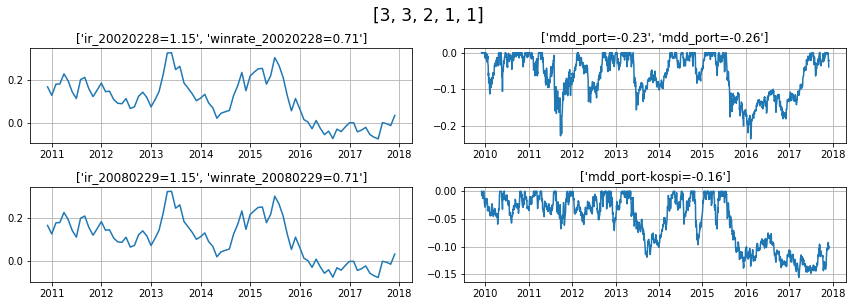 [3, 3, 2, 1, 1]
['ir_20020228=1.15', 'winrate_20020228=0.71']
0.2
0.0
2011 2012 2013 2014 2015 2016 2017 2018
['mdd_port=-0.23', 'mdd_port=-0.26']
0.0
−0.1
−0.2
2010 2011 2012 2013 2014 2015 2016 2017 2018
['ir_20080229=1.15', 'winrate_20080229=0.71']
0.2
0.0
2011 2012 2013 2014 2015 2016 2017 2018
['mdd_port-kospi=-0.16']
0.00
−0.05
−0.10
−0.15
2010 2011 2012 2013 2014 2015 2016 2017 2018